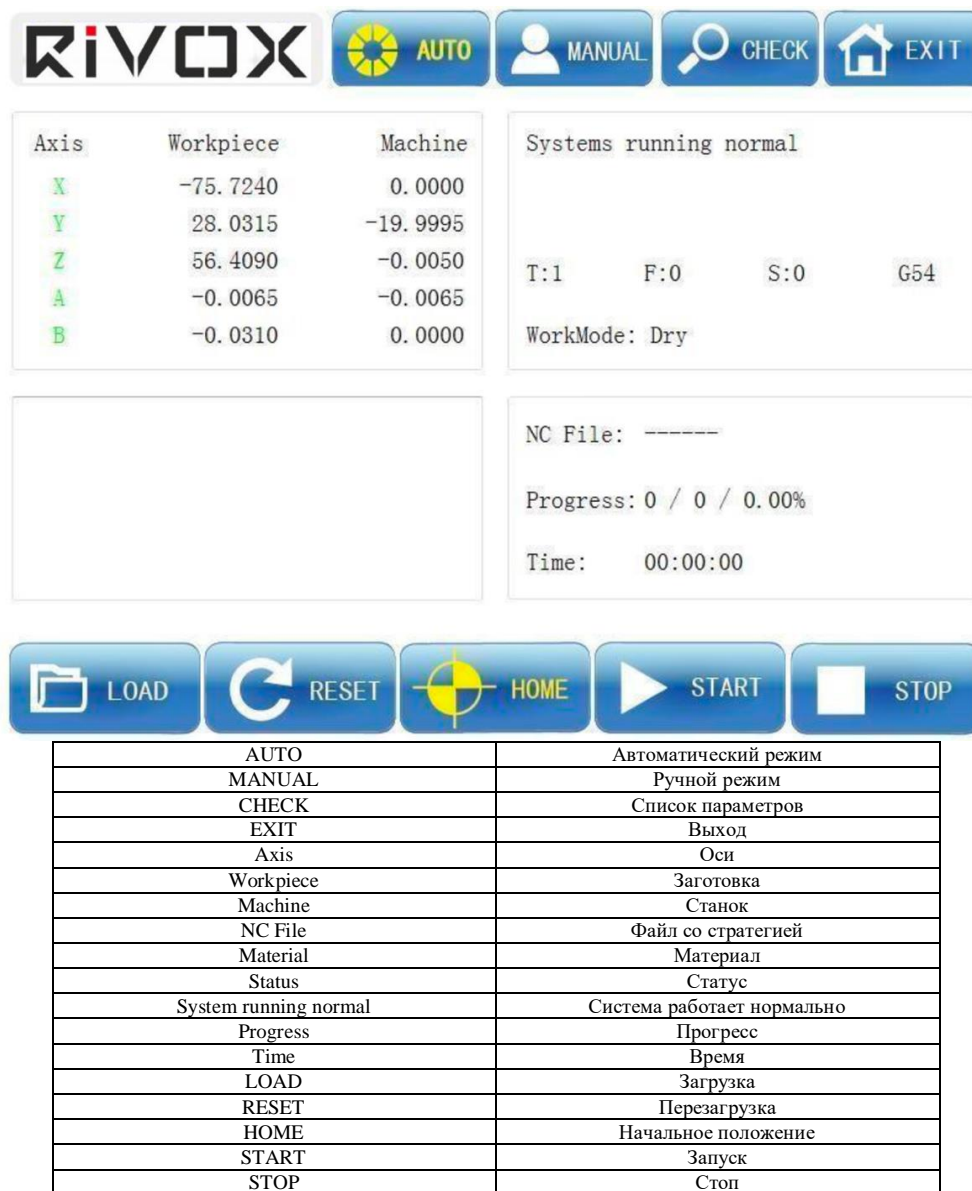 RiVOX AUTO MANUAL CHECK EXIT
Axis Workpiece Machine
X -75.7240 0.0000
Y 28.0315 -19.9995
Z 56.4090 -0.0050
A -0.0065 -0.0065
B -0.0310 0.0000
Systems running normal
T:1 F:0 S:0 G54
WorkMode: Dry
NC File: ------
Progress: 0 / 0 / 0.00%
Time: 00:00:00
LOAD RESET HOME START STOP
AUTO Автоматический режим
MANUAL Ручной режим
CHECK Список параметров
EXIT Выход
Axis Оси
Workpiece Заготовка
Machine Станок
NC File Файл со стратегией
Material Материал
Status Статус
System running normal Система работает нормально
Progress Прогресс
Time Время
LOAD Загрузка
RESET Перезагрузка
HOME Начальное положение
START Запуск
STOP Стоп